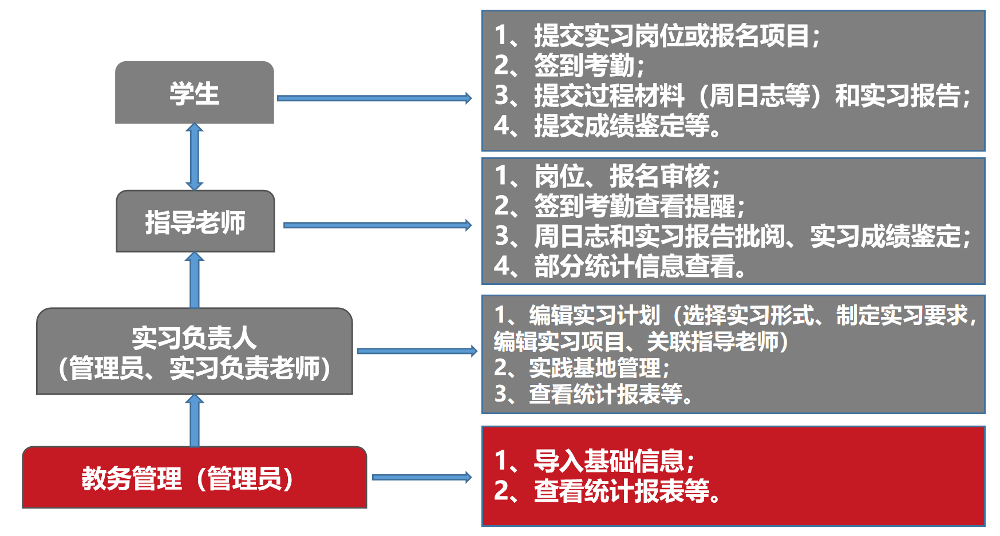 学生
1、提交实习岗位或报名项目；
2、签到考勤；
3、提交过程材料（周日志等）和实习报告；
4、提交成绩鉴定等。
指导老师
1、岗位、报名审核；
2、签到考勤查看提醒；
3、周日志和实习报告批阅、实习成绩鉴定；
4、部分统计信息查看。
实习负责人
（管理员、实习负责老师）
1、编辑实习计划（选择实习形式、制定实习要求，
编辑实习项目、关联指导老师）
2、实践基地管理；
3、查看统计报表等。
教务管理（管理员）
1、导入基础信息；
2、查看统计报表等。